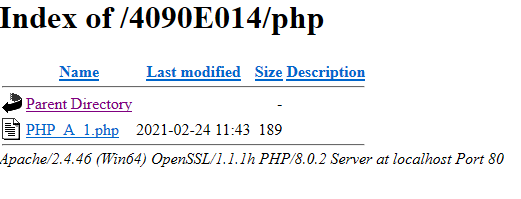 Index of /4090E014/php
Name Last modified Size Description
Parent Directory -
PHP_A_1.php 2021-02-24 11:43 189
Apache/2.4.46 (Win64) OpenSSL/1.1.1h PHP/8.0.2 Server at localhost Port 80